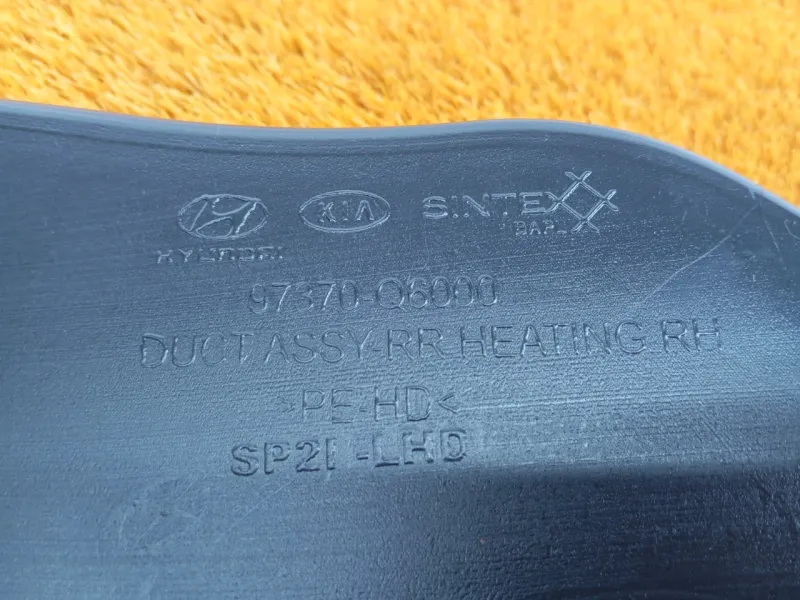 HYUNDAI KIA SINTEX
BAPL
97370-Q6000
DUCT ASSY-RR HEATING RH
>PE-HD<
SP2I-LHD